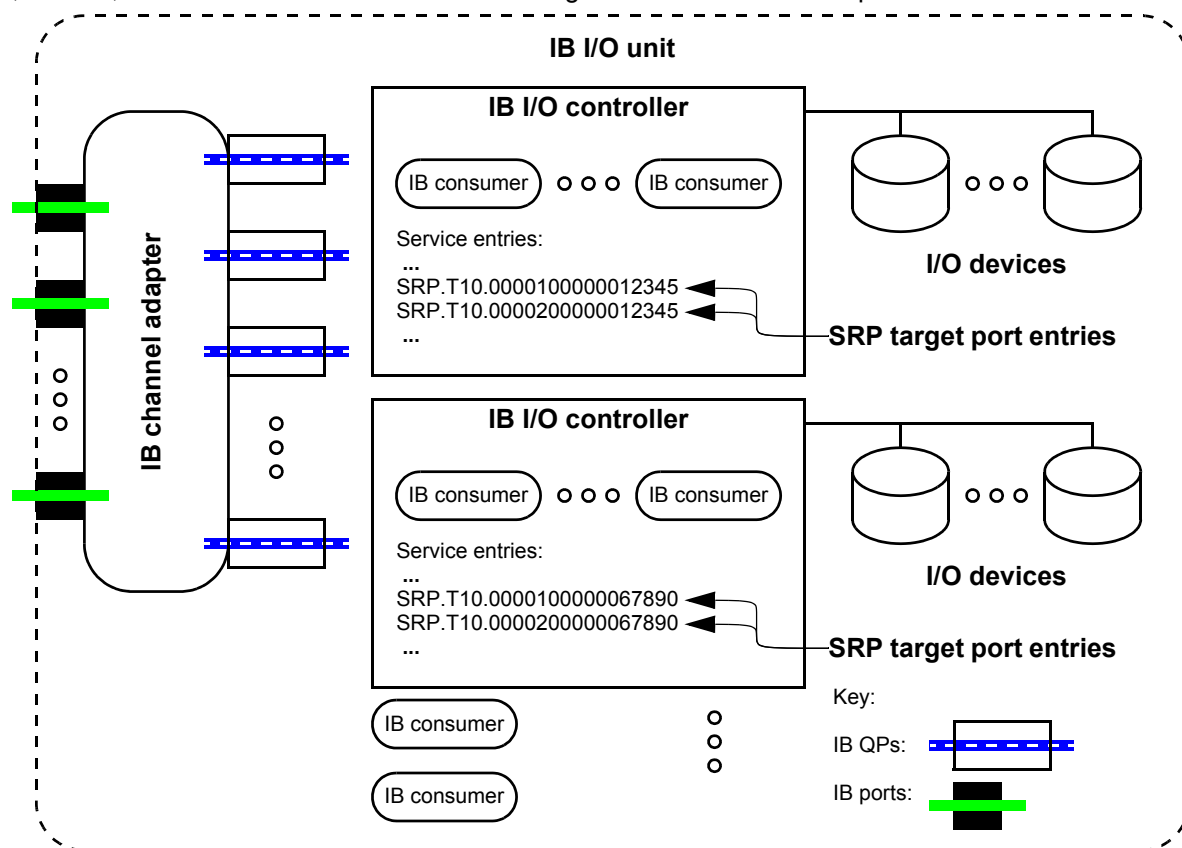 IB I/O unit
IB I/O controller
IB consumer
IB consumer
Service entries:
...
SRP.T10.0000100000012345
SRP.T10.0000200000012345
...
I/O devices
SRP target port entries
IB channel adapter
IB I/O controller
IB consumer
IB consumer
Service entries:
...
SRP.T10.0000100000067890
SRP.T10.0000200000067890
...
I/O devices
SRP target port entries
IB consumer
IB consumer
Key:
IB QPs:
IB ports: